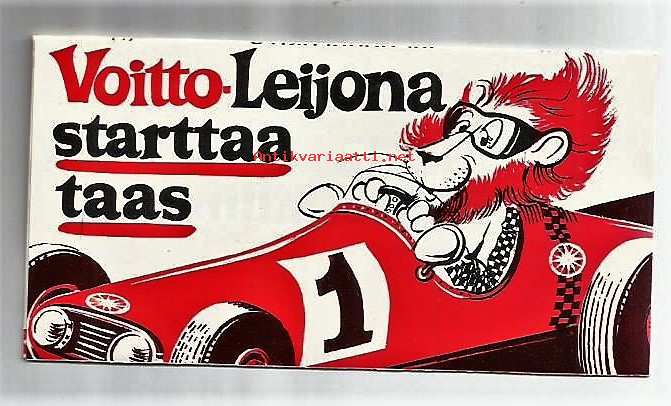 Voitto-Leijona
starttaa
Antikvariaatti.net
taas
1